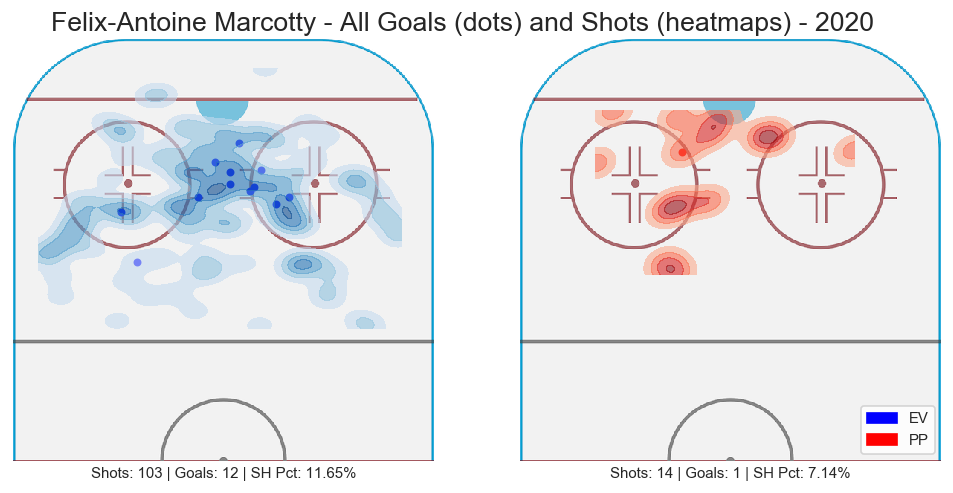 Felix-Antoine Marcotty - All Goals (dots) and Shots (heatmaps) - 2020
EV
PP
Shots: 103 | Goals: 12 | SH Pct: 11.65%
Shots: 14 | Goals: 1 | SH Pct: 7.14%